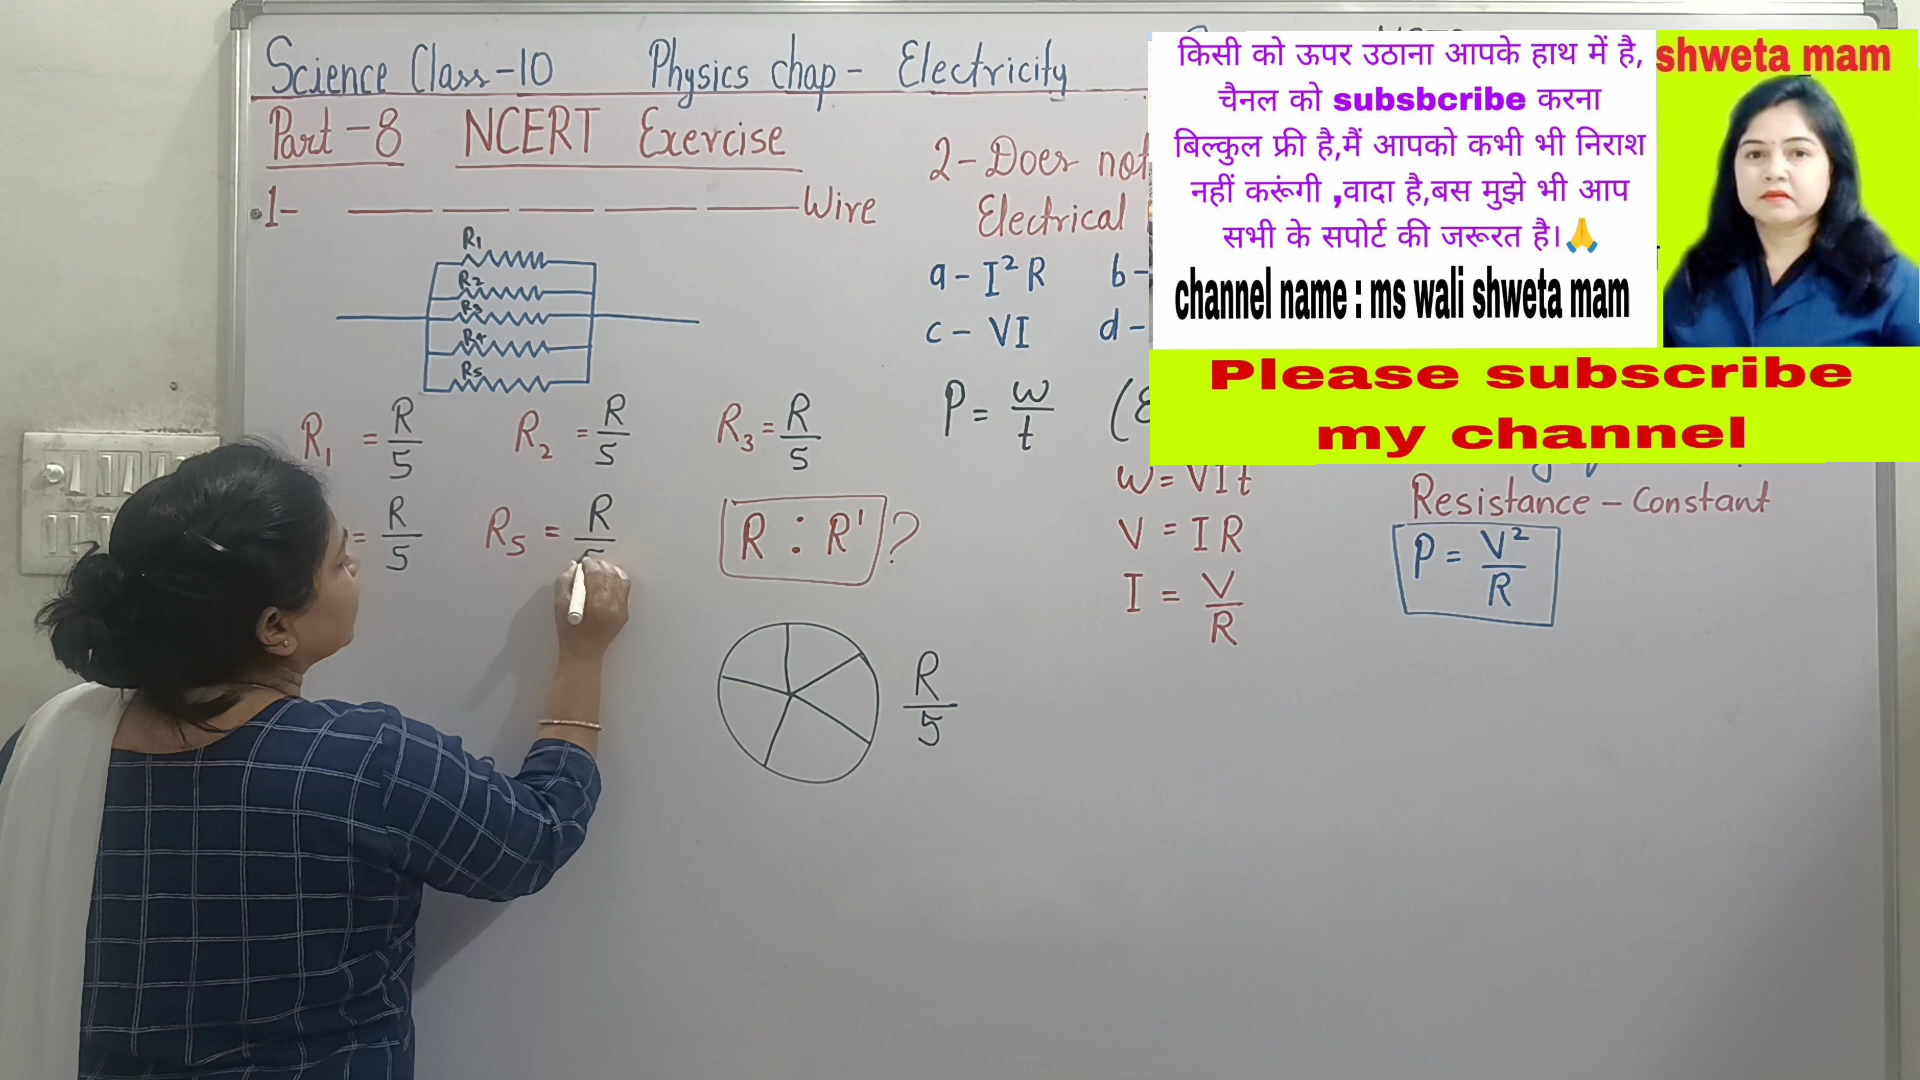 Science Class-10 Physics chap- Electricity
Part-8 NCERT Exercise
1- Wire
R1
R2
R3
R4
R5
R1 = R/5 R2 = R/5 R3 = R/5
= R/5 R5 = R/5
R : R' ?
R/5
2- Does not
Electrical
a- I²R b-
c- VI d-
P = w/t
w = VIt
V = IR
I = V/R
Resistance - Constant
P = V²/R
किसी को ऊपर उठाना आपके हाथ में है,
चैनल को subsbcribe करना
बिल्कुल फ्री है,मैं आपको कभी भी निराश
नहीं करूंगी ,वादा है,बस मुझे भी आप
सभी के सपोर्ट की जरूरत है।🙏
channel name : ms wali shweta mam
shweta mam
Please subscribe
my channel